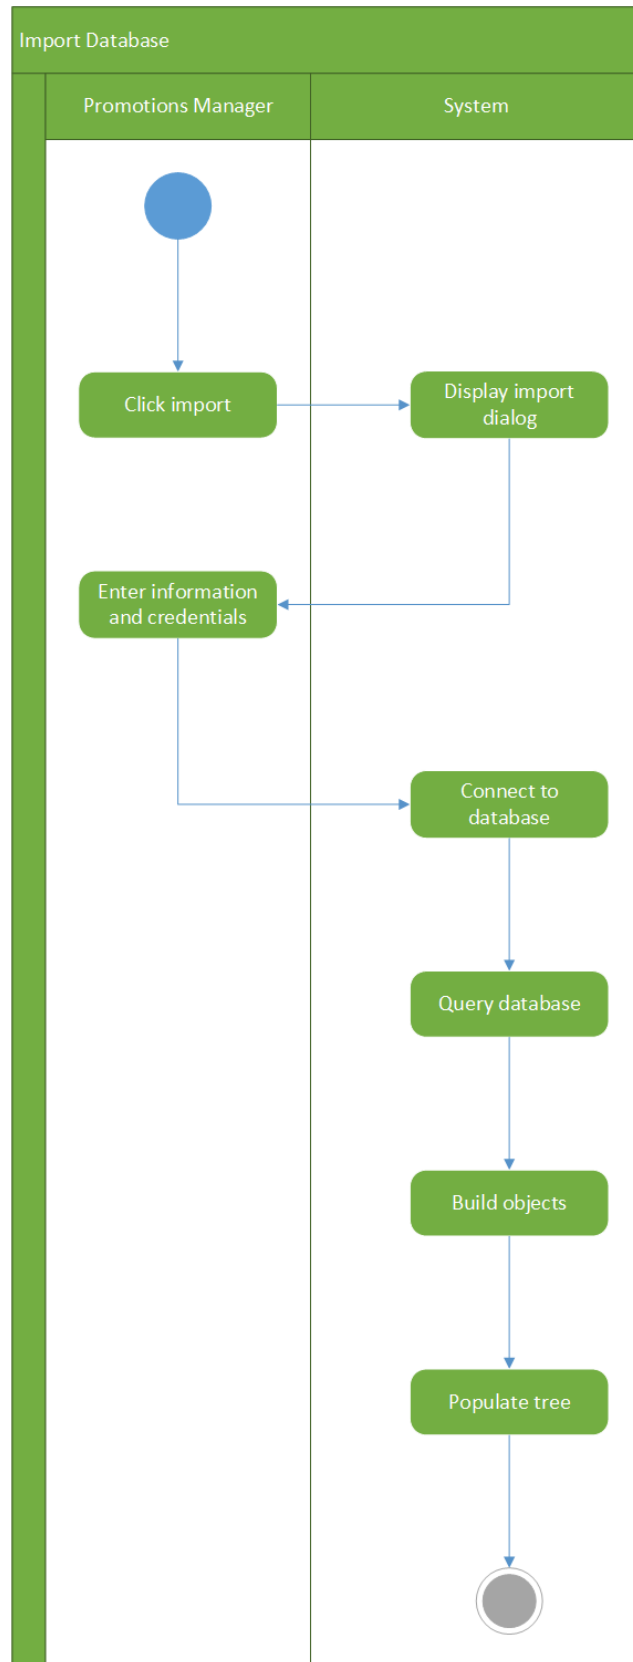 Import Database
Promotions Manager
System
Click import
Display import
dialog
Enter information
and credentials
Connect to
database
Query database
Build objects
Populate tree